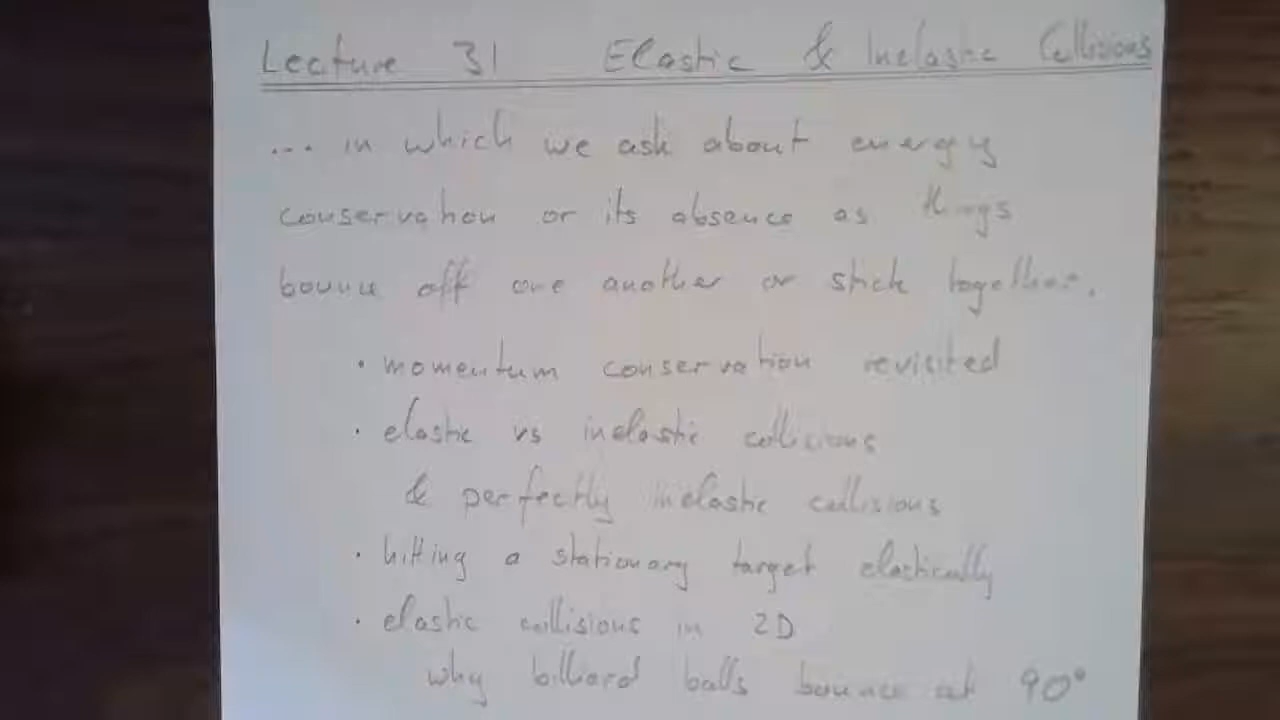 Lecture 31 Elastic & Inelastic Collisions
... in which we ask about energy
conservation or its absence as things
bounce off one another or stick together.
· momentum conservation revisited
· elastic vs inelastic collisions
& perfectly inelastic collisions
· hitting a stationary target elastically
· elastic collisions in 2D
why billiard balls bounce at 90°